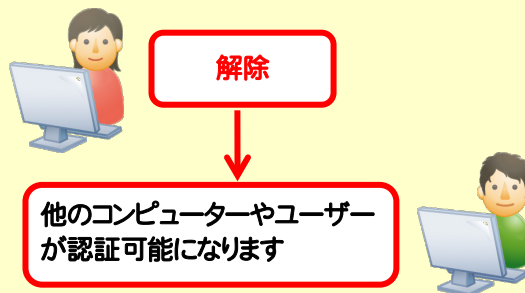 解除
他のコンピューターやユーザー
が認証可能になります